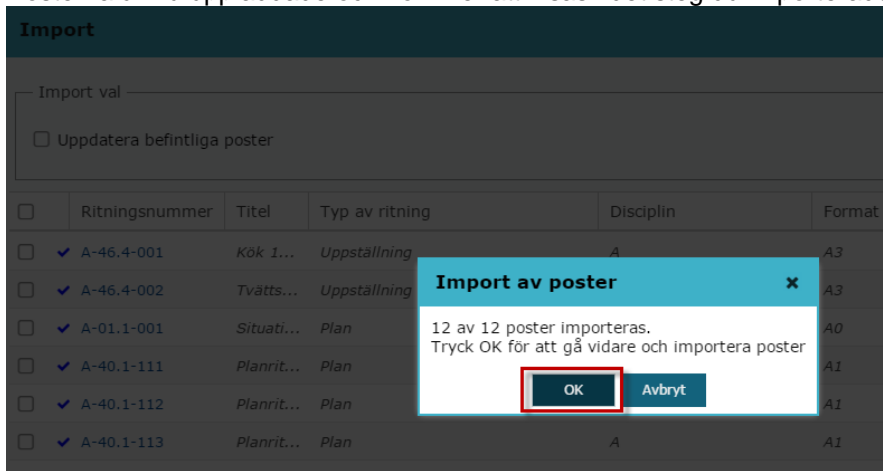 Import
Import val
Uppdatera befintliga poster
Ritningsnummer Titel Typ av ritning Disciplin Format
A-46.4-001 Kök 1... Uppställning A A3
A-46.4-002 Tvätts... Uppställning A3
A-01.1-001 Situati... Plan A0
A-40.1-111 Planrit... Plan A1
A-40.1-112 Planrit... Plan A1
A-40.1-113 Planrit... Plan A A1
Import av poster
12 av 12 poster importeras.
Tryck OK för att gå vidare och importera poster
OK Avbryt